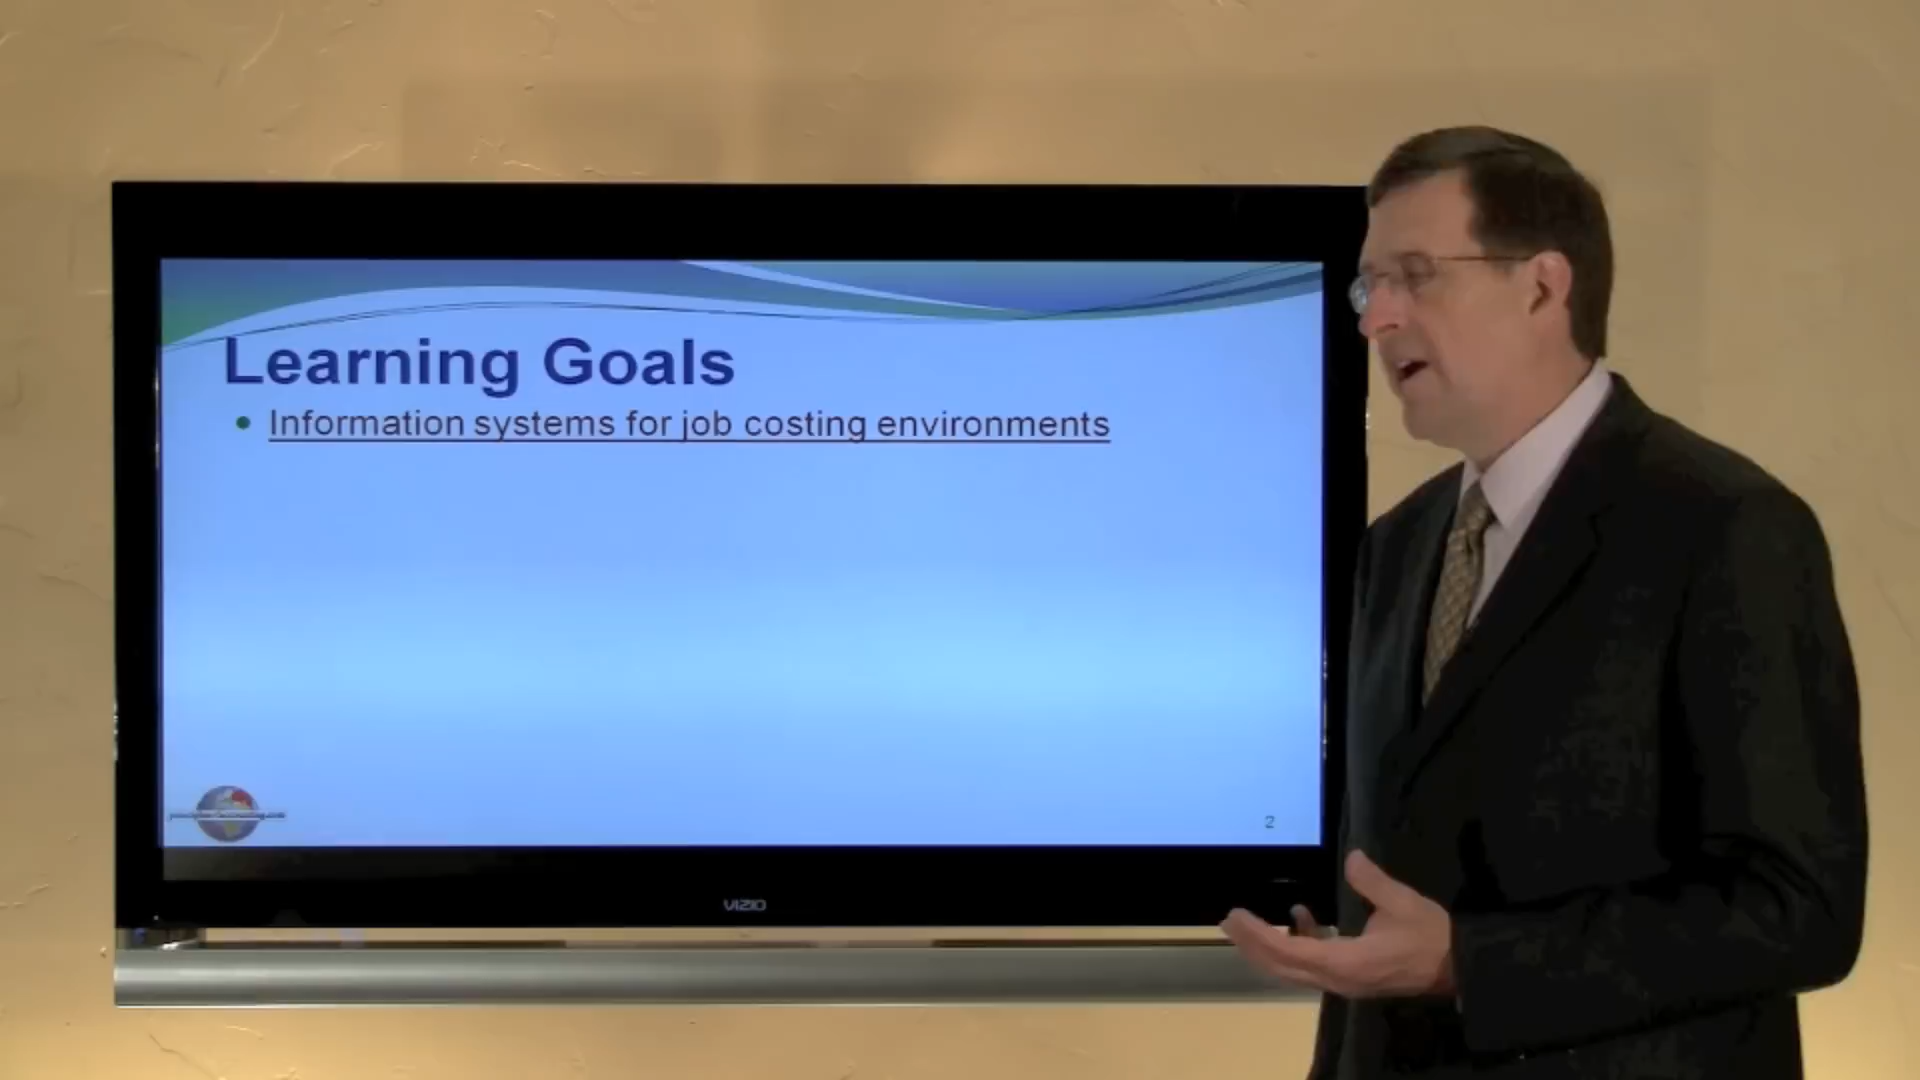 Learning Goals
• Information systems for job costing environments
2
VIZIO